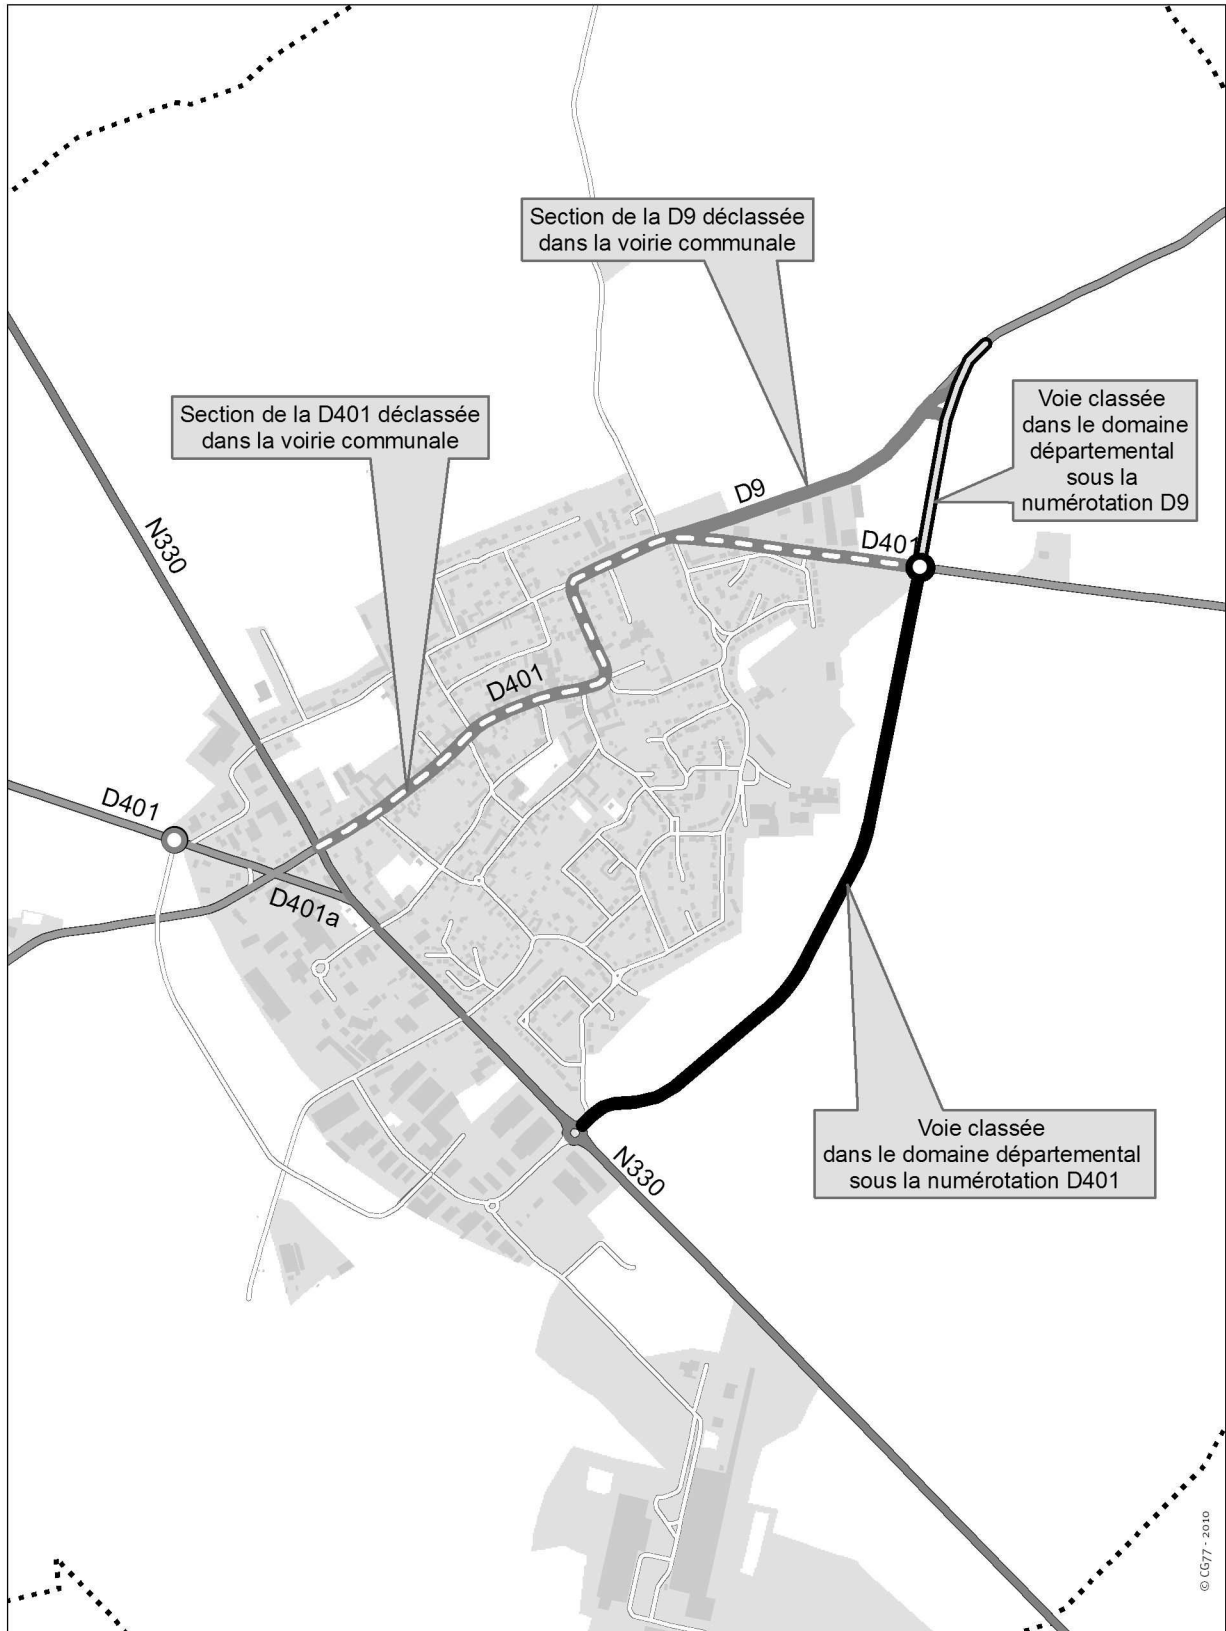 Section de la D9 déclassée
dans la voirie communale
Section de la D401 déclassée
dans la voirie communale
Voie classée
dans le domaine
départemental
sous la
numérotation D9
N330
D9
D401
D401
D401
D401a
Voie classée
dans le domaine départemental
sous la numérotation D401
N330
© CG77 - 2010